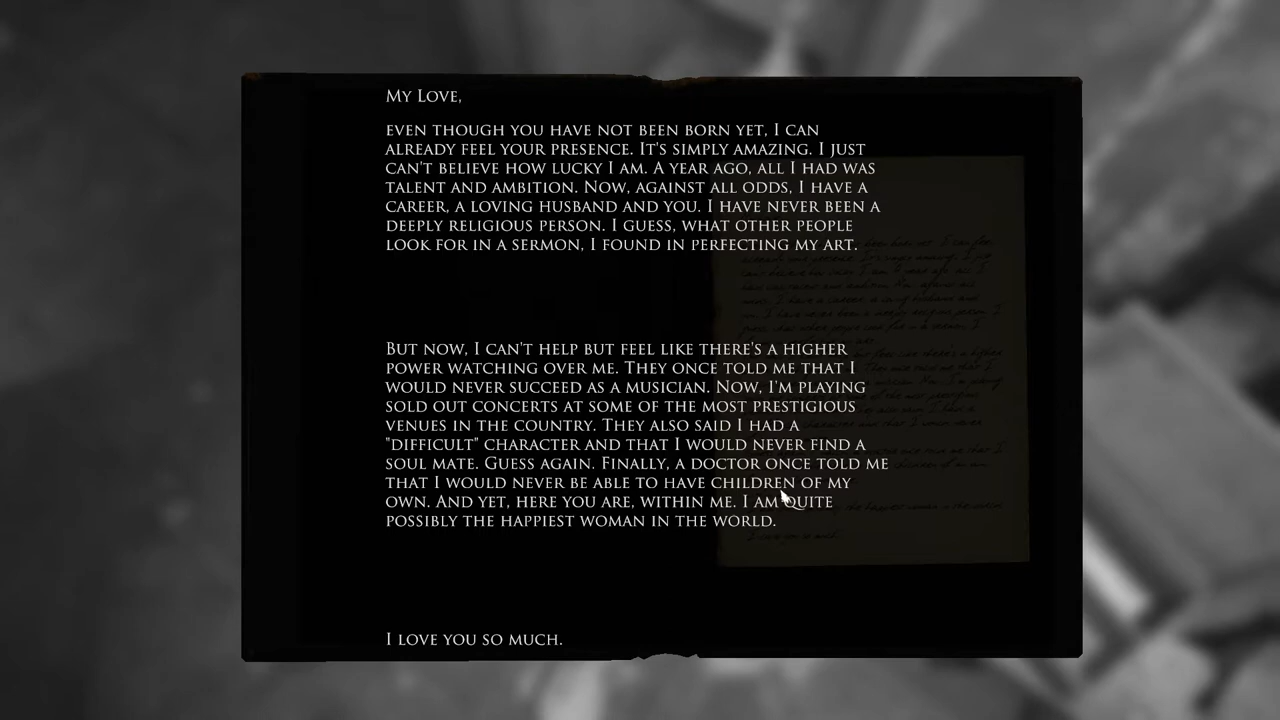 My Love,
even though you have not been born yet, I can
already feel your presence. It's simply amazing. I just
can't believe how lucky I am. A year ago, all I had was
talent and ambition. Now, against all odds, I have a
career, a loving husband and you. I have never been a
deeply religious person. I guess, what other people
look for in a sermon, I found in perfecting my art.
But now, I can't help but feel like there's a higher
power watching over me. They once told me that I
would never succeed as a musician. Now, I'm playing
sold out concerts at some of the most prestigious
venues in the country. They also said I had a
"difficult" character and that I would never find a
soul mate. Guess again. Finally, a doctor once told me
that I would never be able to have children of my
own. And yet, here you are, within me. I am quite
possibly the happiest woman in the world.
I love you so much.